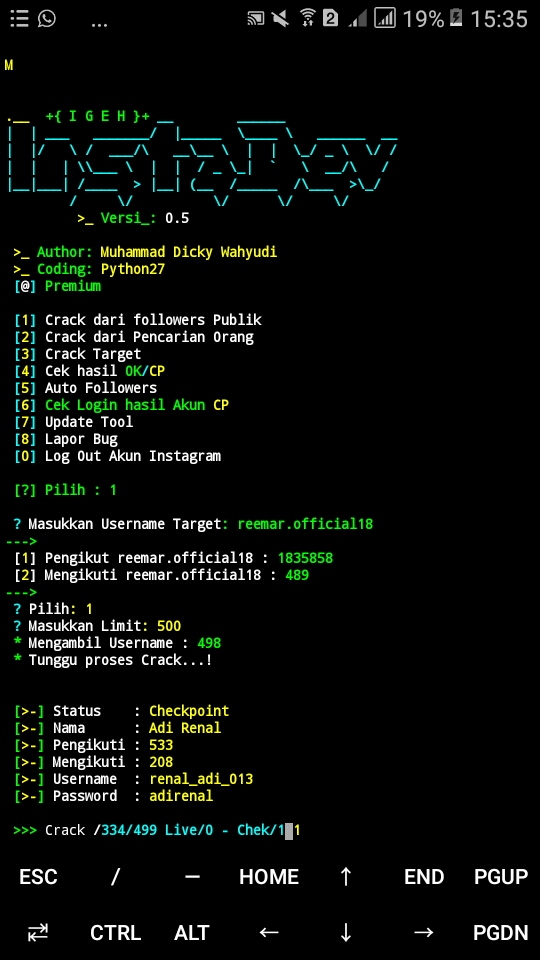 ... 19% 15:35
M
+{ I G E H }+
>_ Versi_: 0.5
>_ Author: Muhammad Dicky Wahyudi
>_ Coding: Python27
[@] Premium
[1] Crack dari followers Publik
[2] Crack dari Pencarian Orang
[3] Crack Target
[4] Cek hasil OK/CP
[5] Auto Followers
[6] Cek Login hasil Akun CP
[7] Update Tool
[8] Lapor Bug
[0] Log Out Akun Instagram
[?] Pilih : 1
? Masukkan Username Target: reemar.official18
--->
[1] Pengikut reemar.official18 : 1835858
[2] Mengikuti reemar.official18 : 489
--->
? Pilih: 1
? Masukkan Limit: 500
* Mengambil Username : 498
* Tunggu proses Crack...!
[>-] Status : Checkpoint
[>-] Nama : Adi Renal
[>-] Pengikuti : 533
[>-] Mengikuti : 208
[>-] Username : renal_adi_013
[>-] Password : adirenal
>>> Crack /334/499 Live/0 - Chek/1 1
ESC / — HOME ↑ END PGUP
⇄ CTRL ALT ← ↓ → PGDN